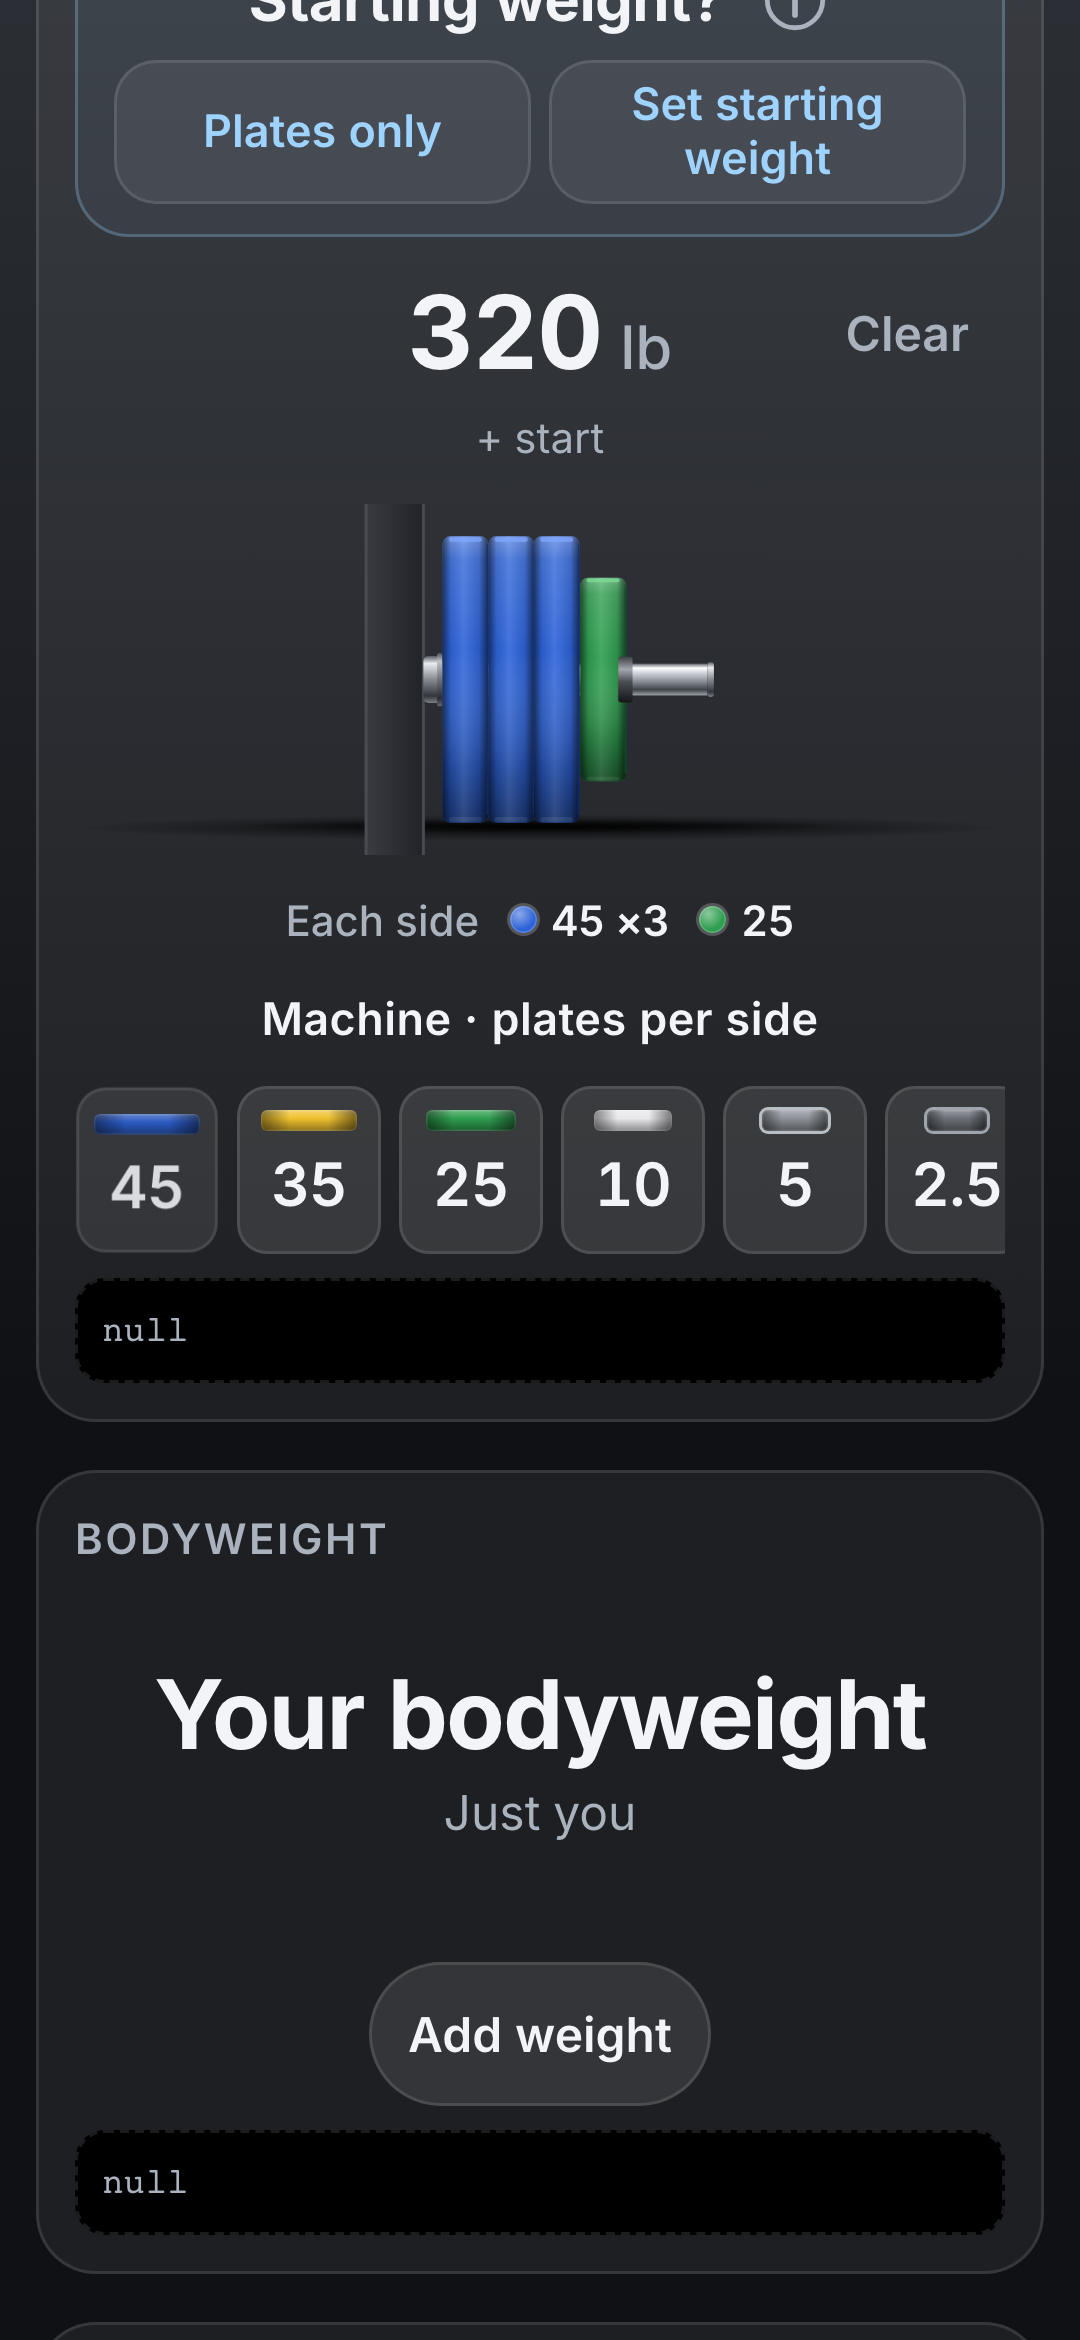 Starting weight?
Plates only
Set starting
weight
320 lb
Clear
+ start
Each side 45 ×3 25
Machine · plates per side
45 35 25 10 5 2.5
null
BODYWEIGHT
Your bodyweight
Just you
Add weight
null